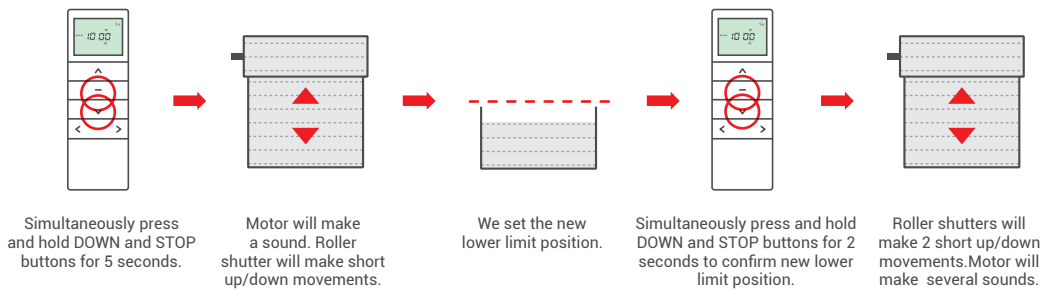 10:00
Simultaneously press
and hold DOWN and STOP
buttons for 5 seconds.
Motor will make
a sound. Roller
shutter will make short
up/down movements.
We set the new
lower limit position.
10:00
Simultaneously press and hold
DOWN and STOP buttons for 2
seconds to confirm new lower
limit position.
Roller shutters will
make 2 short up/down
movements.Motor will
make several sounds.